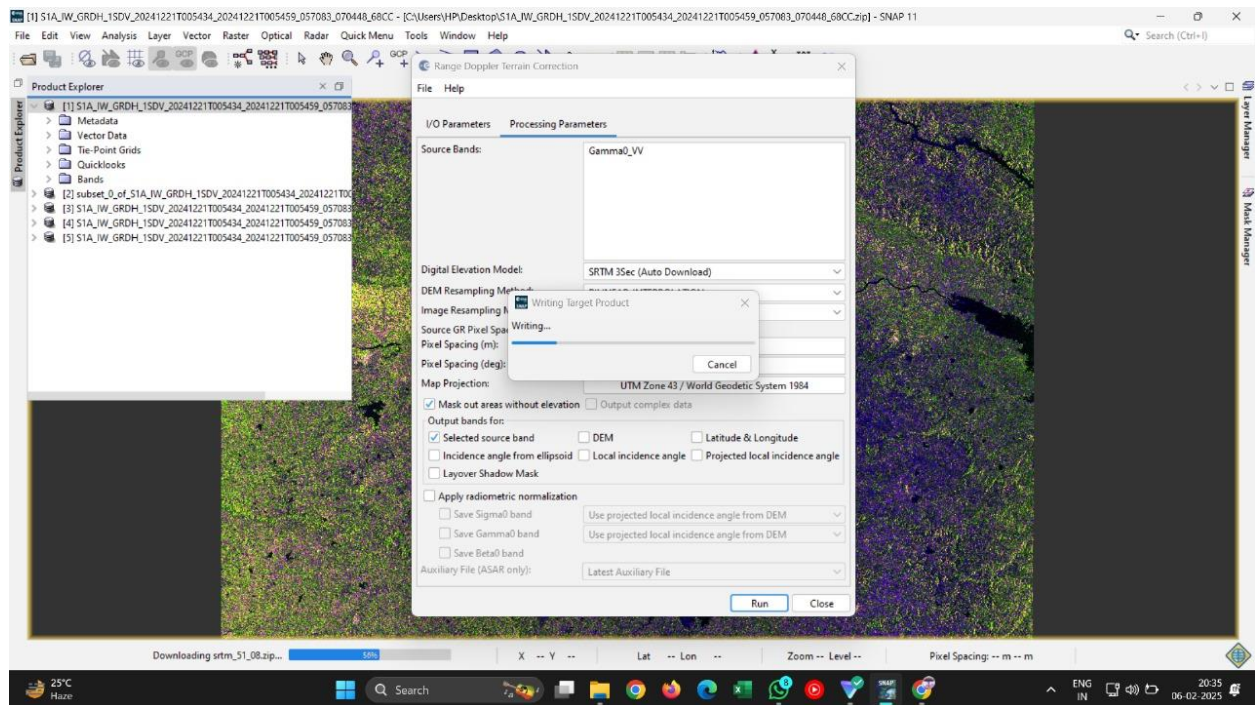 [1] S1A_IW_GRDH_1SDV_20241221T005434_20241221T005459_057083_070448_68CC - [C:\Users\HP\Desktop\S1A_IW_GRDH_1SDV_20241221T005434_20241221T005459_057083_070448_68CC.zip] - SNAP 11
File Edit View Analysis Layer Vector Raster Optical Radar Quick Menu Tools Window Help
Search (Ctrl+I)
GCP
GCP
Product Explorer
[1] S1A_IW_GRDH_1SDV_20241221T005434_20241221T005459_057083
Metadata
Vector Data
Tie-Point Grids
Quicklooks
Bands
[2] subset_0_of_S1A_IW_GRDH_1SDV_20241221T005434_20241221T00
[3] S1A_IW_GRDH_1SDV_20241221T005434_20241221T005459_057083
[4] S1A_IW_GRDH_1SDV_20241221T005434_20241221T005459_057083
[5] S1A_IW_GRDH_1SDV_20241221T005434_20241221T005459_057083
Product Explorer
Range Doppler Terrain Correction
File Help
I/O Parameters Processing Parameters
Source Bands: Gamma0_VV
Digital Elevation Model: SRTM 3Sec (Auto Download)
DEM Resampling Method:
Image Resampling
Source GR Pixel Spa
Pixel Spacing (m):
Pixel Spacing (deg):
Map Projection: UTM Zone 43 / World Geodetic System 1984
Writing Target Product
Writing...
Cancel
Mask out areas without elevation Output complex data
Output bands for:
Selected source band DEM Latitude & Longitude
Incidence angle from ellipsoid Local incidence angle Projected local incidence angle
Layover Shadow Mask
Apply radiometric normalization
Save Sigma0 band Use projected local incidence angle from DEM
Save Gamma0 band Use projected local incidence angle from DEM
Save Beta0 band
Auxiliary File (ASAR only): Latest Auxiliary File
Run Close
Layer Manager
Mask Manager
Downloading srtm_51_08.zip... X -- Y -- Lat -- Lon -- Zoom -- Level -- Pixel Spacing: -- m -- m
25°C
Haze
Search
ENG
IN
20:35
06-02-2025